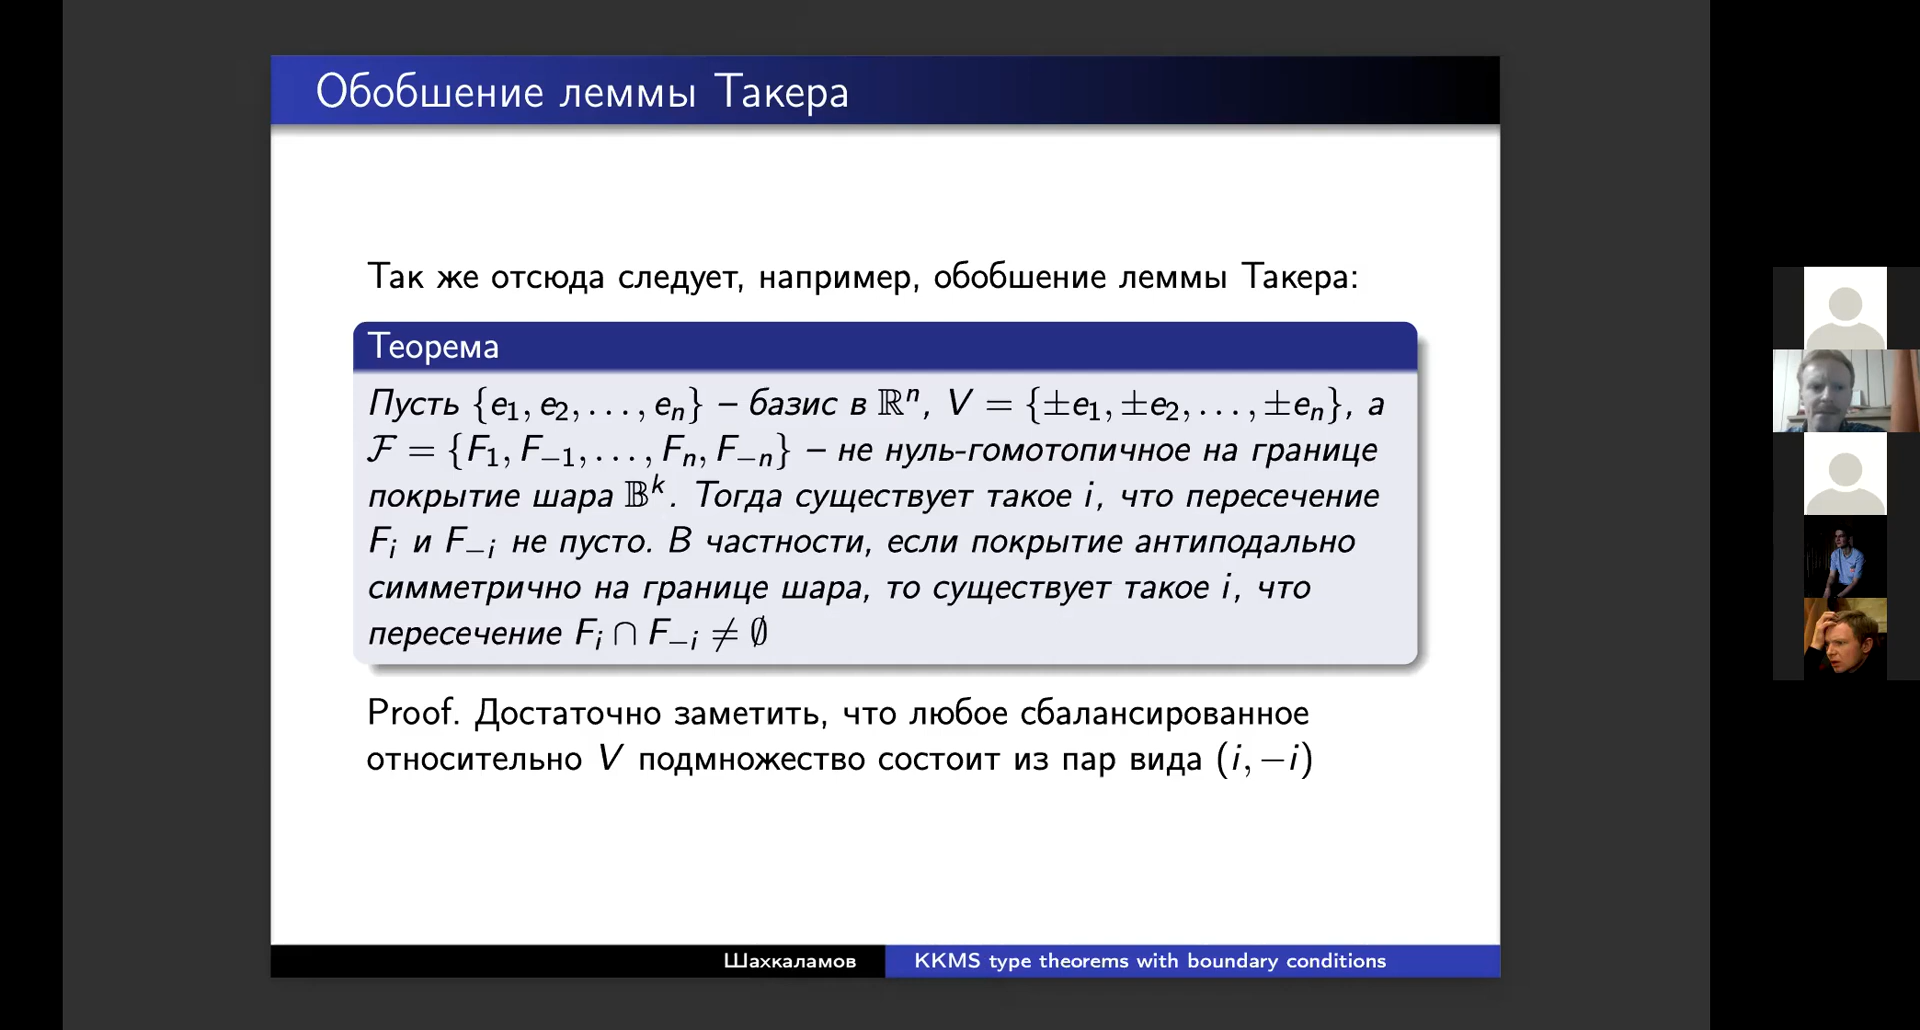 Обобшение леммы Такера
Так же отсюда следует, например, обобшение леммы Такера:
Теорема
Пусть {e₁, e₂, . . . , eₙ} – базис в ℝⁿ, V = {±e₁, ±e₂, . . . , ±eₙ}, а
ℱ = {F₁, F₋₁, . . . , Fₙ, F₋ₙ} – не нуль-гомотопичное на границе
покрытие шара 𝔹ᵏ. Тогда существует такое i, что пересечение
Fᵢ и F₋ᵢ не пусто. В частности, если покрытие антиподально
симметрично на границе шара, то существует такое i, что
пересечение Fᵢ ∩ F₋ᵢ ≠ ∅
Proof. Достаточно заметить, что любое сбалансированное
относительно V подмножество состоит из пар вида (i, −i)
Шахкаламов
KKMS type theorems with boundary conditions